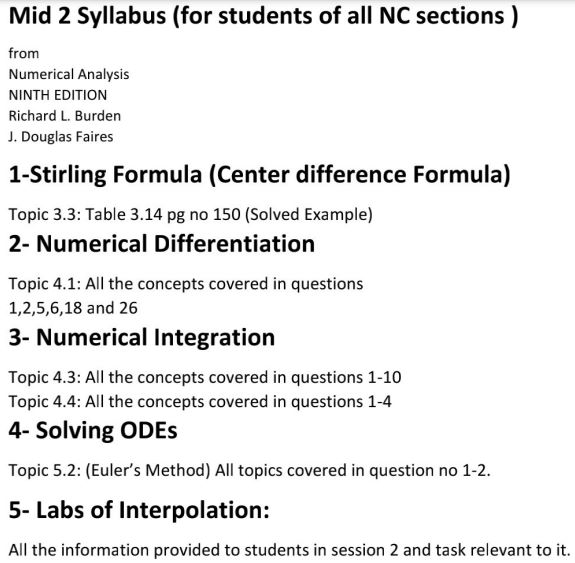 Mid 2 Syllabus (for students of all NC sections )
from
Numerical Analysis
NINTH EDITION
Richard L. Burden
J. Douglas Faires
1-Stirling Formula (Center difference Formula)
Topic 3.3: Table 3.14 pg no 150 (Solved Example)
2- Numerical Differentiation
Topic 4.1: All the concepts covered in questions
1,2,5,6,18 and 26
3- Numerical Integration
Topic 4.3: All the concepts covered in questions 1-10
Topic 4.4: All the concepts covered in questions 1-4
4- Solving ODEs
Topic 5.2: (Euler’s Method) All topics covered in question no 1-2.
5- Labs of Interpolation:
All the information provided to students in session 2 and task relevant to it.